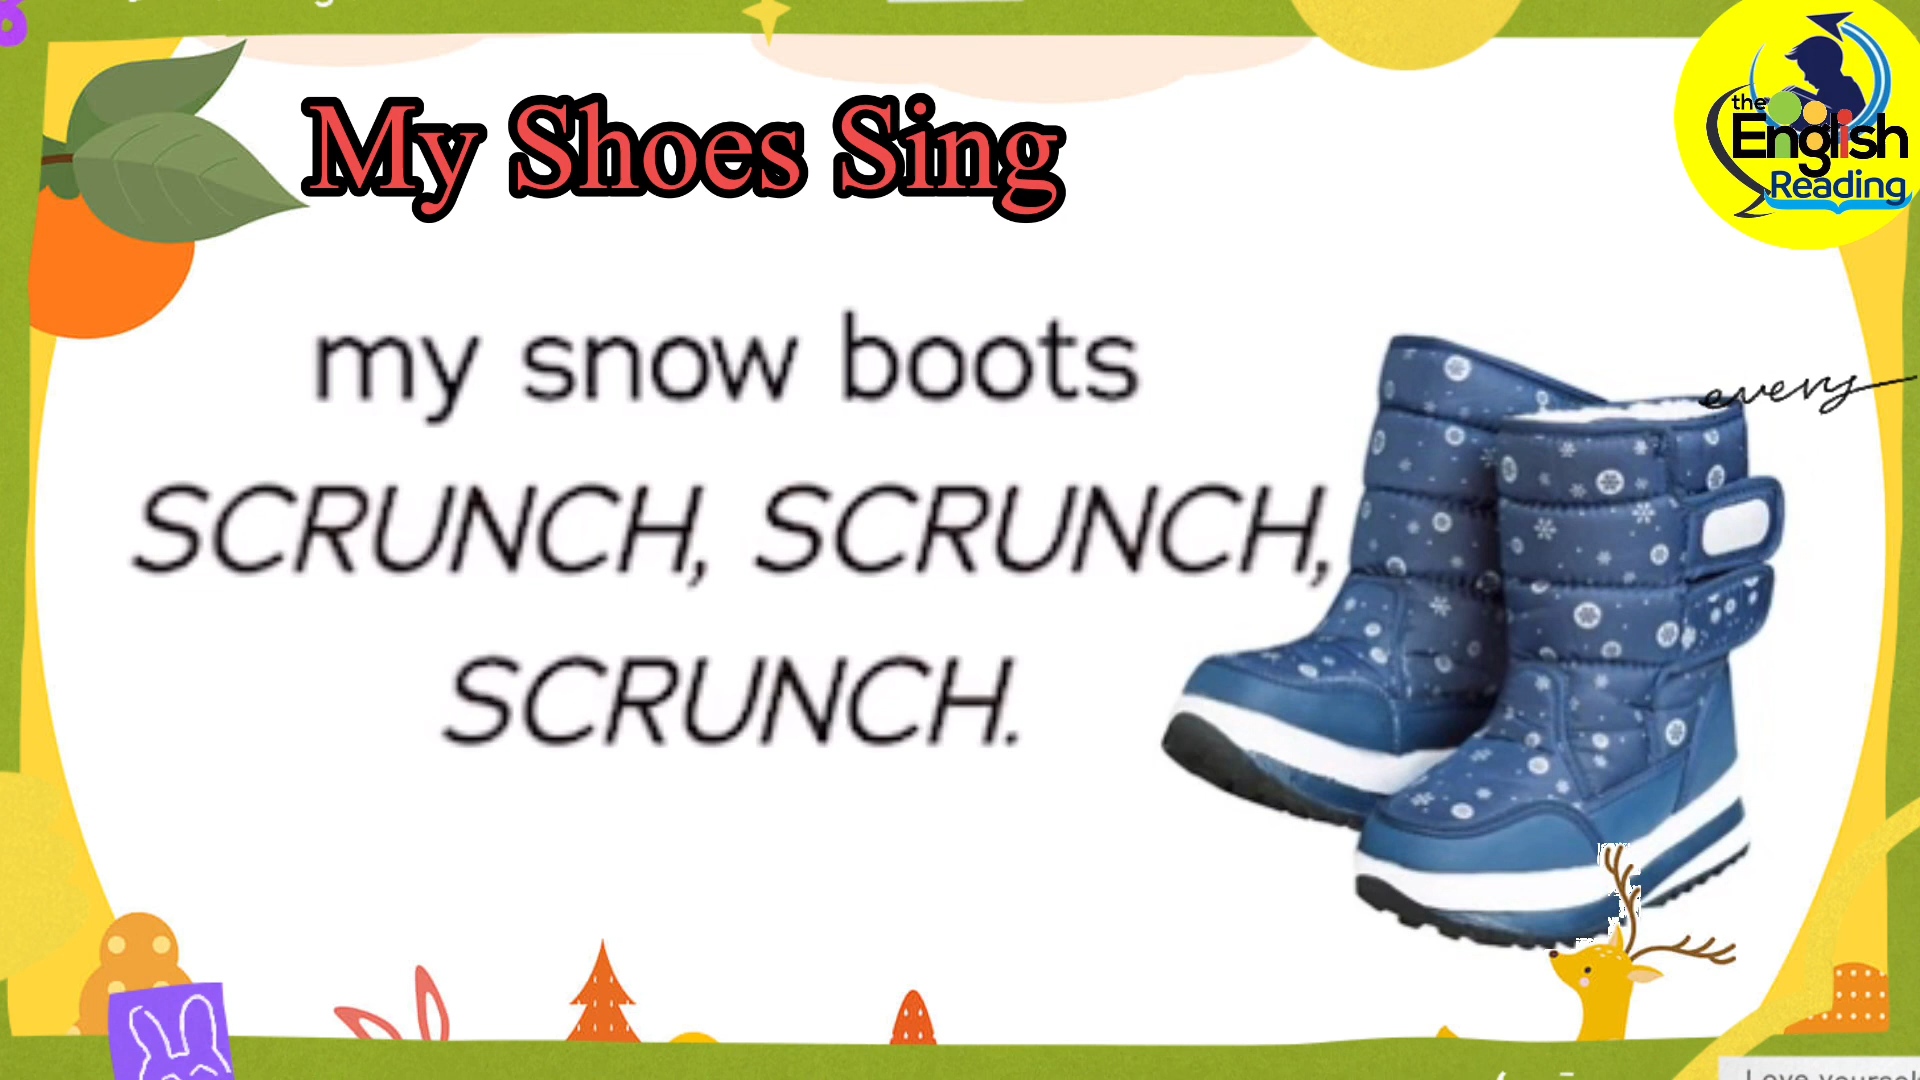 My Shoes Sing
the
English
Reading
my snow boots
every
SCRUNCH, SCRUNCH,
SCRUNCH.